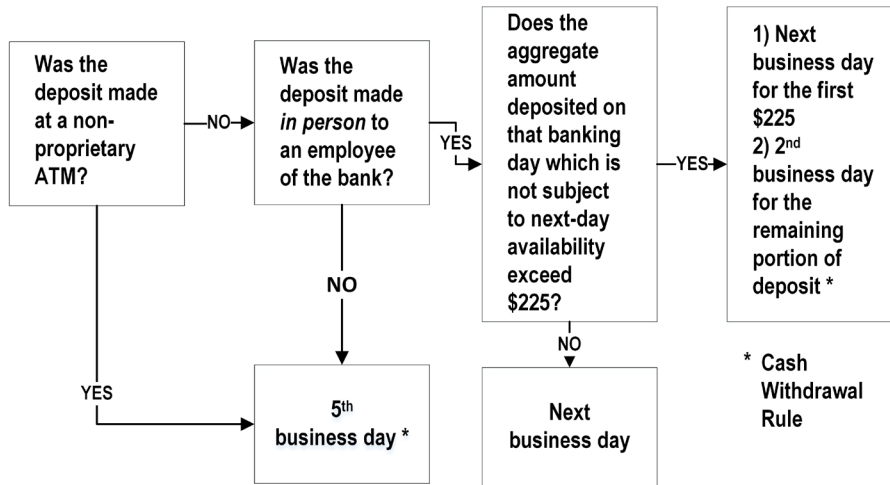 Was the
deposit made
at a non-
proprietary
ATM?
NO
Was the
deposit made
in person to
an employee
of the bank?
YES
Does the
aggregate
amount
deposited on
that banking
day which is
not subject
to next-day
availability
exceed
$225?
YES
1) Next
business day
for the first
$225
2) 2nd
business day
for the
remaining
portion of
deposit *
NO
NO
YES
5th
business day *
Next
business day
* Cash
Withdrawal
Rule